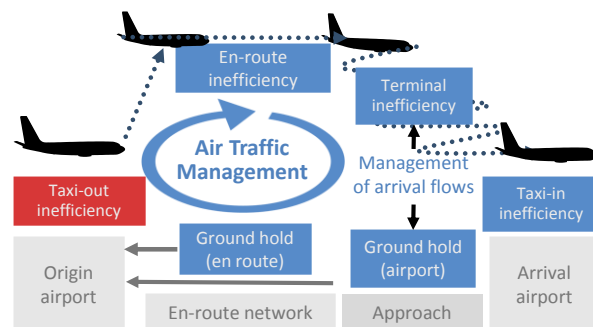 En-route
inefficiency
Terminal
inefficiency
Air Traffic
Management
Management
of arrival flows
Taxi-out
inefficiency
Taxi-in
inefficiency
Ground hold
(en route)
Ground hold
(airport)
Origin
airport
Arrival
airport
En-route network
Approach